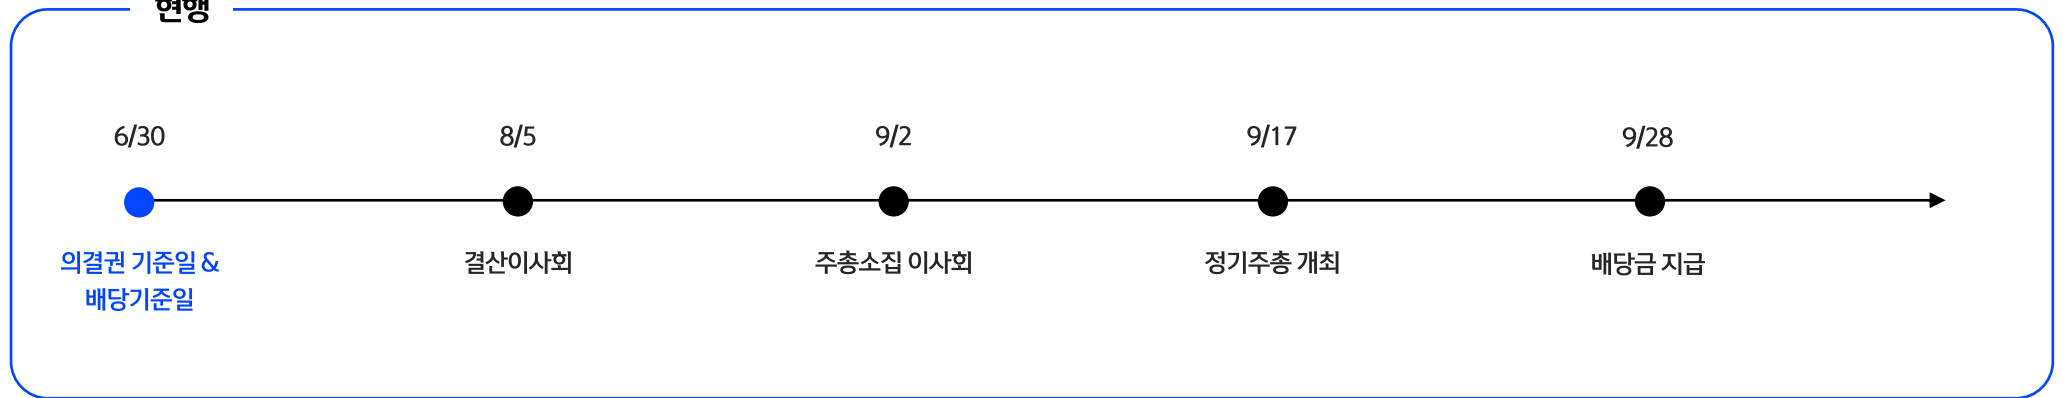 현행
6/30
8/5
9/2
9/17
9/28
의결권 기준일 &
배당기준일
결산이사회
주총소집 이사회
정기주총 개최
배당금 지급